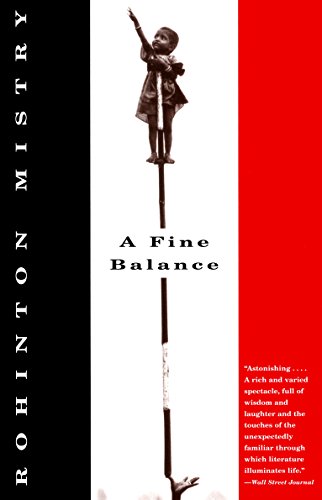 ROHINTON MISTRY
A Fine
Balance
"Astonishing . . . .
A rich and varied
spectacle, full of
wisdom and
laughter and the
touches of the
unexpectedly
familiar through
which literature
illuminates life."
—Wall Street Journal